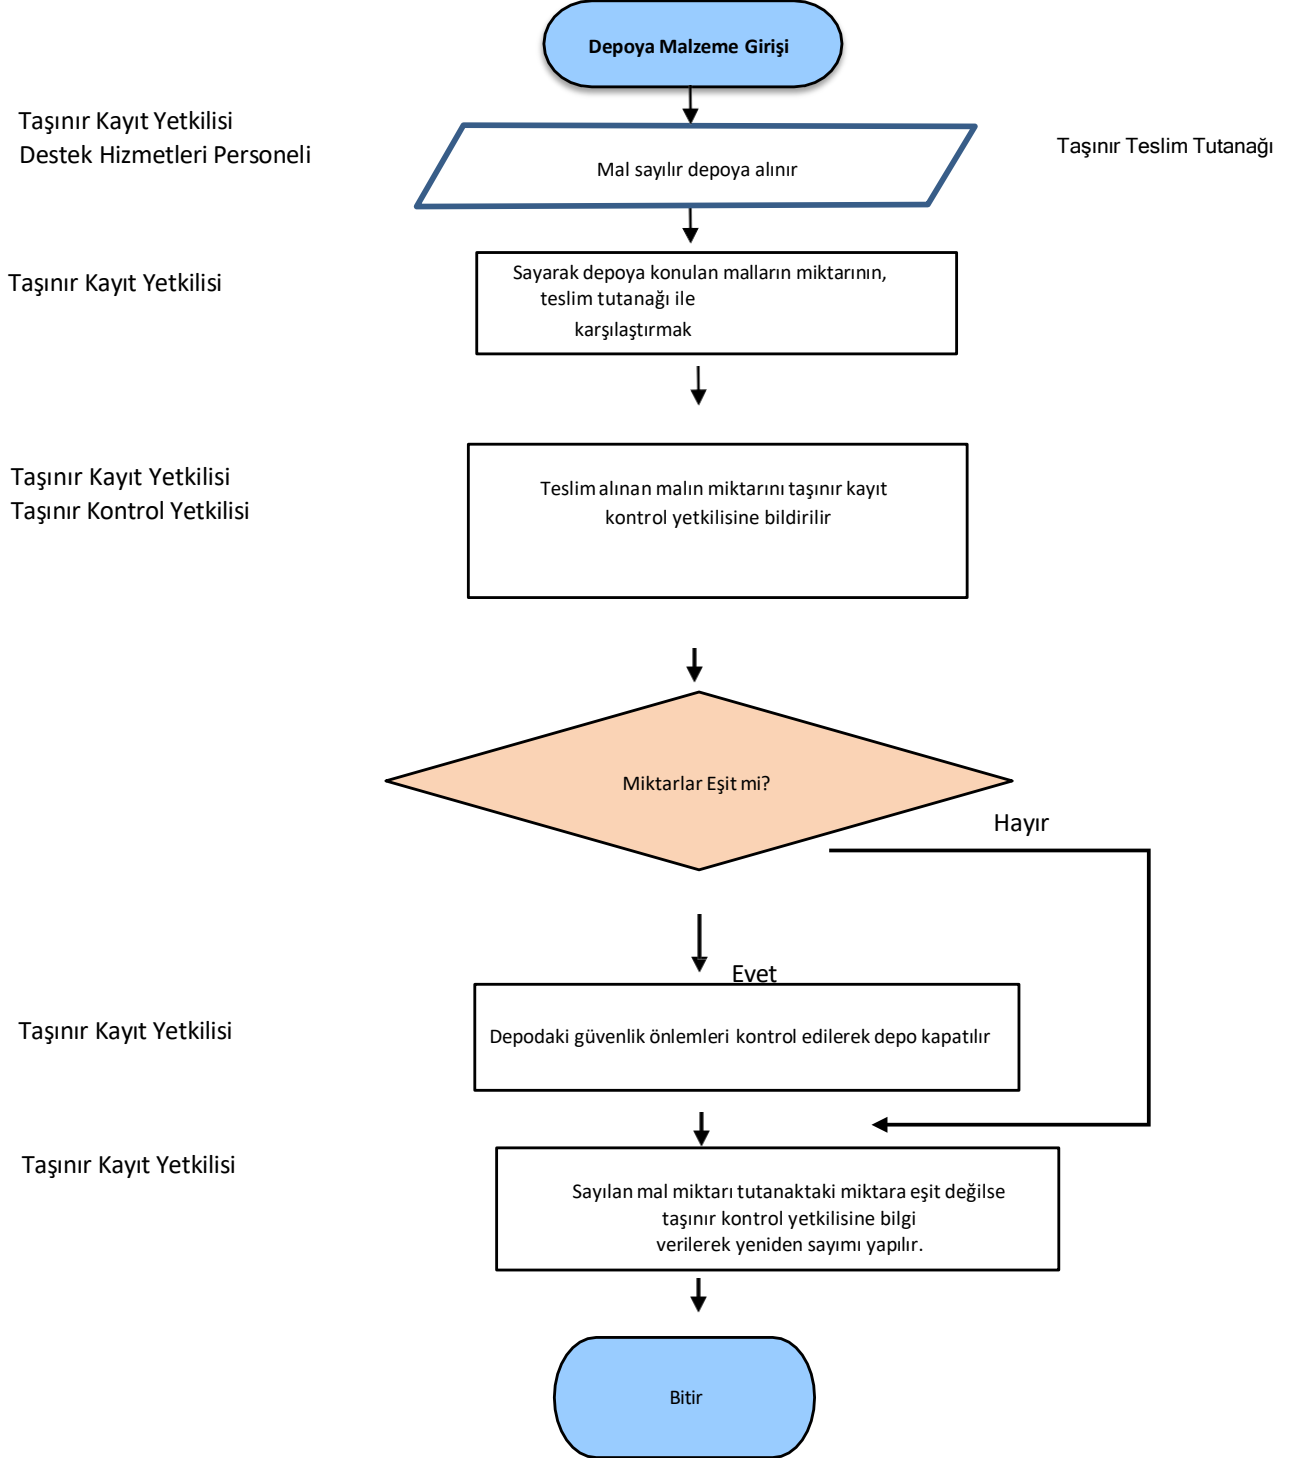 Depoya Malzeme Girişi
Taşınır Kayıt Yetkilisi
Destek Hizmetleri Personeli
Mal sayılır depoya alınır
Taşınır Teslim Tutanağı
Taşınır Kayıt Yetkilisi
Sayarak depoya konulan malların miktarının,
teslim tutanağı ile
karşılaştırmak
Taşınır Kayıt Yetkilisi
Taşınır Kontrol Yetkilisi
Teslim alınan malın miktarını taşınır kayıt
kontrol yetkilisine bildirilir
Miktarlar Eşit mi?
Hayır
Evet
Taşınır Kayıt Yetkilisi
Depodaki güvenlik önlemleri kontrol edilerek depo kapatılır
Taşınır Kayıt Yetkilisi
Sayılan mal miktarı tutanaktaki miktara eşit değilse
taşınır kontrol yetkilisine bilgi
verilerek yeniden sayımı yapılır.
Bitir